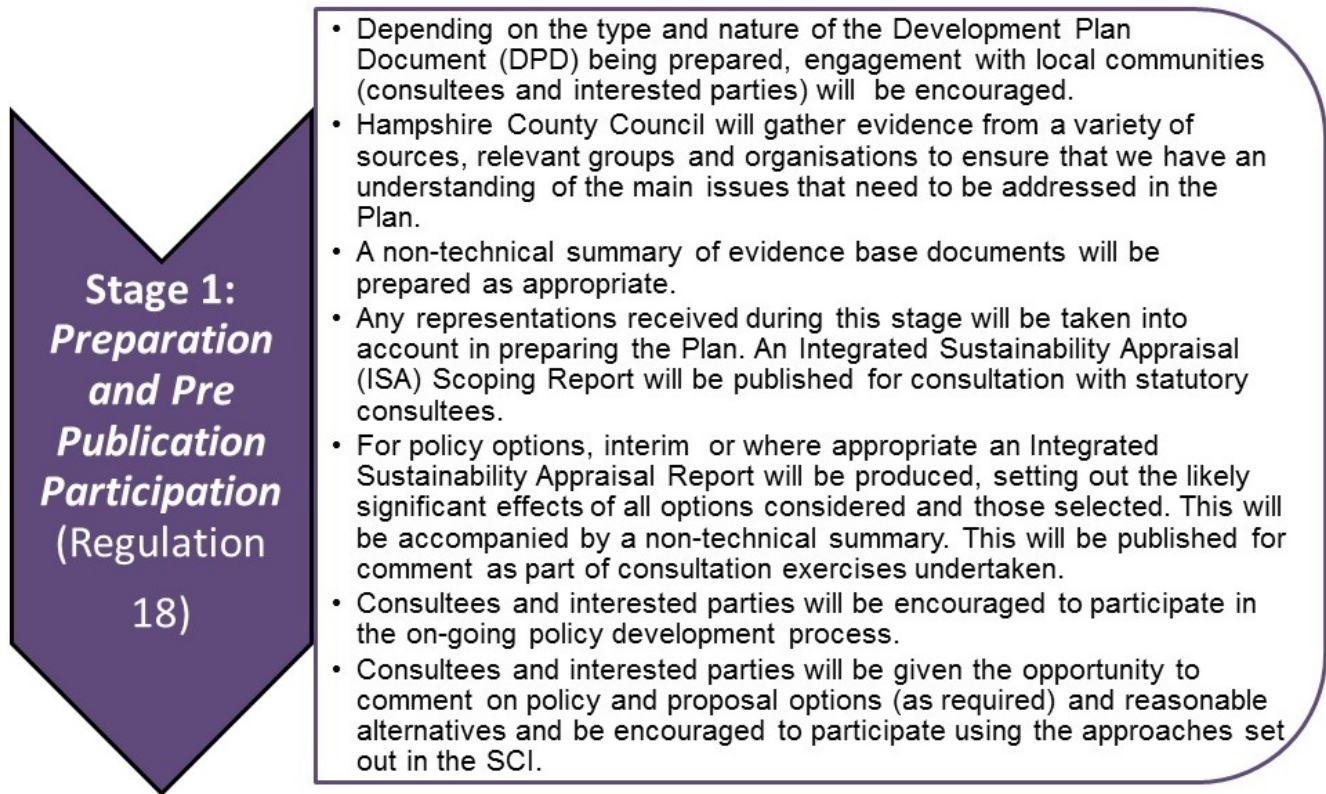 Stage 1:
Preparation
and Pre
Publication
Participation
(Regulation
18)
• Depending on the type and nature of the Development Plan
Document (DPD) being prepared, engagement with local communities
(consultees and interested parties) will be encouraged.
• Hampshire County Council will gather evidence from a variety of
sources, relevant groups and organisations to ensure that we have an
understanding of the main issues that need to be addressed in the
Plan.
• A non-technical summary of evidence base documents will be
prepared as appropriate.
• Any representations received during this stage will be taken into
account in preparing the Plan. An Integrated Sustainability Appraisal
(ISA) Scoping Report will be published for consultation with statutory
consultees.
• For policy options, interim or where appropriate an Integrated
Sustainability Appraisal Report will be produced, setting out the likely
significant effects of all options considered and those selected. This will
be accompanied by a non-technical summary. This will be published for
comment as part of consultation exercises undertaken.
• Consultees and interested parties will be encouraged to participate in
the on-going policy development process.
• Consultees and interested parties will be given the opportunity to
comment on policy and proposal options (as required) and reasonable
alternatives and be encouraged to participate using the approaches set
out in the SCI.